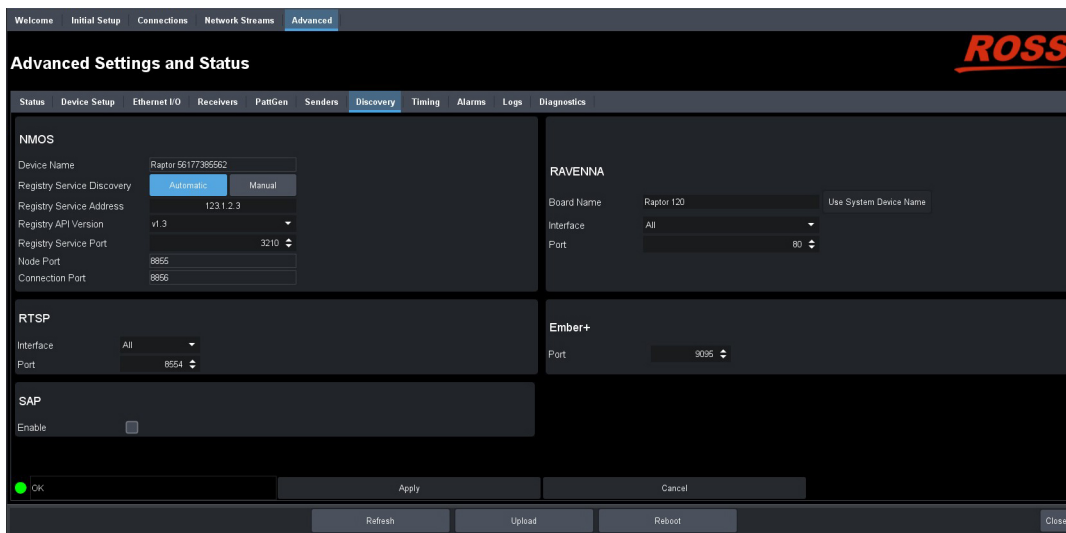 Welcome Initial Setup Connections Network Streams Advanced
ROSS
Advanced Settings and Status
Status Device Setup Ethernet I/O Receivers PattGen Senders Discovery Timing Alarms Logs Diagnostics
NMOS
Device Name Raptor 56177385562
Registry Service Discovery Automatic Manual
Registry Service Address 123.1.2.3
Registry API Version v1.3
Registry Service Port 3210
Node Port 8855
Connection Port 8856
RAVENNA
Board Name Raptor 120 Use System Device Name
Interface All
Port 80
RTSP
Interface All
Port 8554
Ember+
Port 9095
SAP
Enable
OK Apply Cancel
Refresh Upload Reboot Close